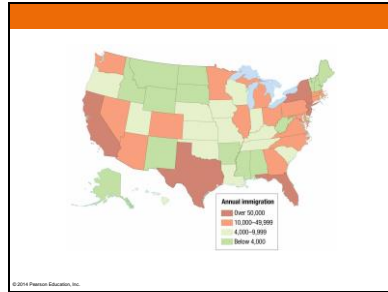 Annual immigration
Over 50,000
10,000–49,999
4,000–9,999
Below 4,000
© 2014 Pearson Education, Inc.